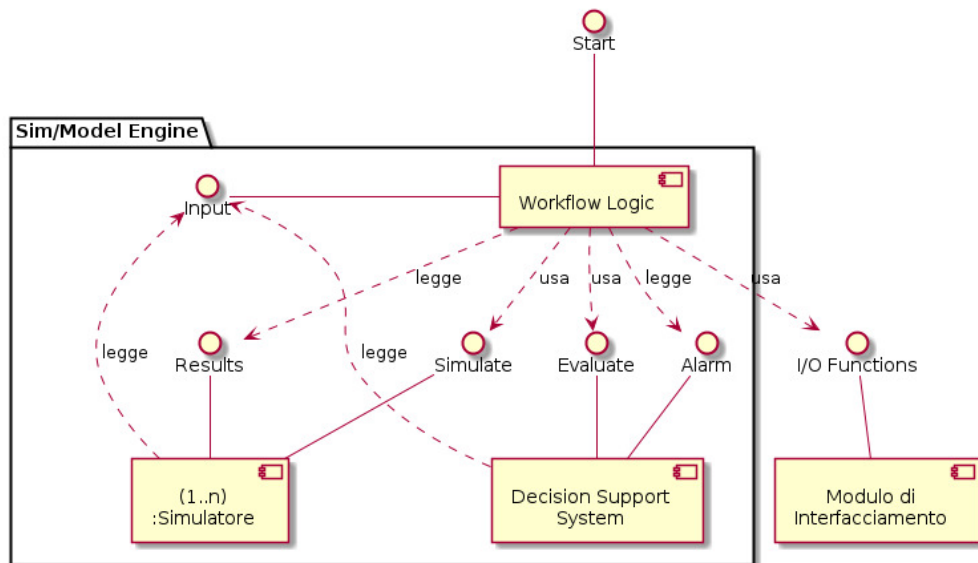 Start
Sim/Model Engine
Input
Workflow Logic
legge
usa
usa
legge
usa
legge
legge
Results
Simulate
Evaluate
Alarm
I/O Functions
(1..n)
:Simulatore
Decision Support
System
Modulo di
Interfacciamento